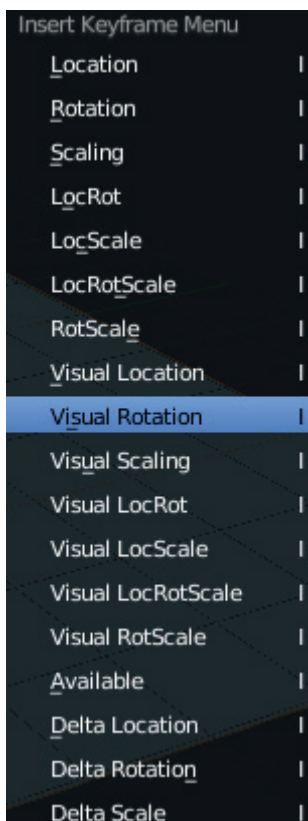 Insert Keyframe Menu
Location I
Rotation I
Scaling I
LocRot I
LocScale I
LocRotScale I
RotScale I
Visual Location I
Visual Rotation I
Visual Scaling I
Visual LocRot I
Visual LocScale I
Visual LocRotScale I
Visual RotScale I
Available I
Delta Location I
Delta Rotation I
Delta Scale I